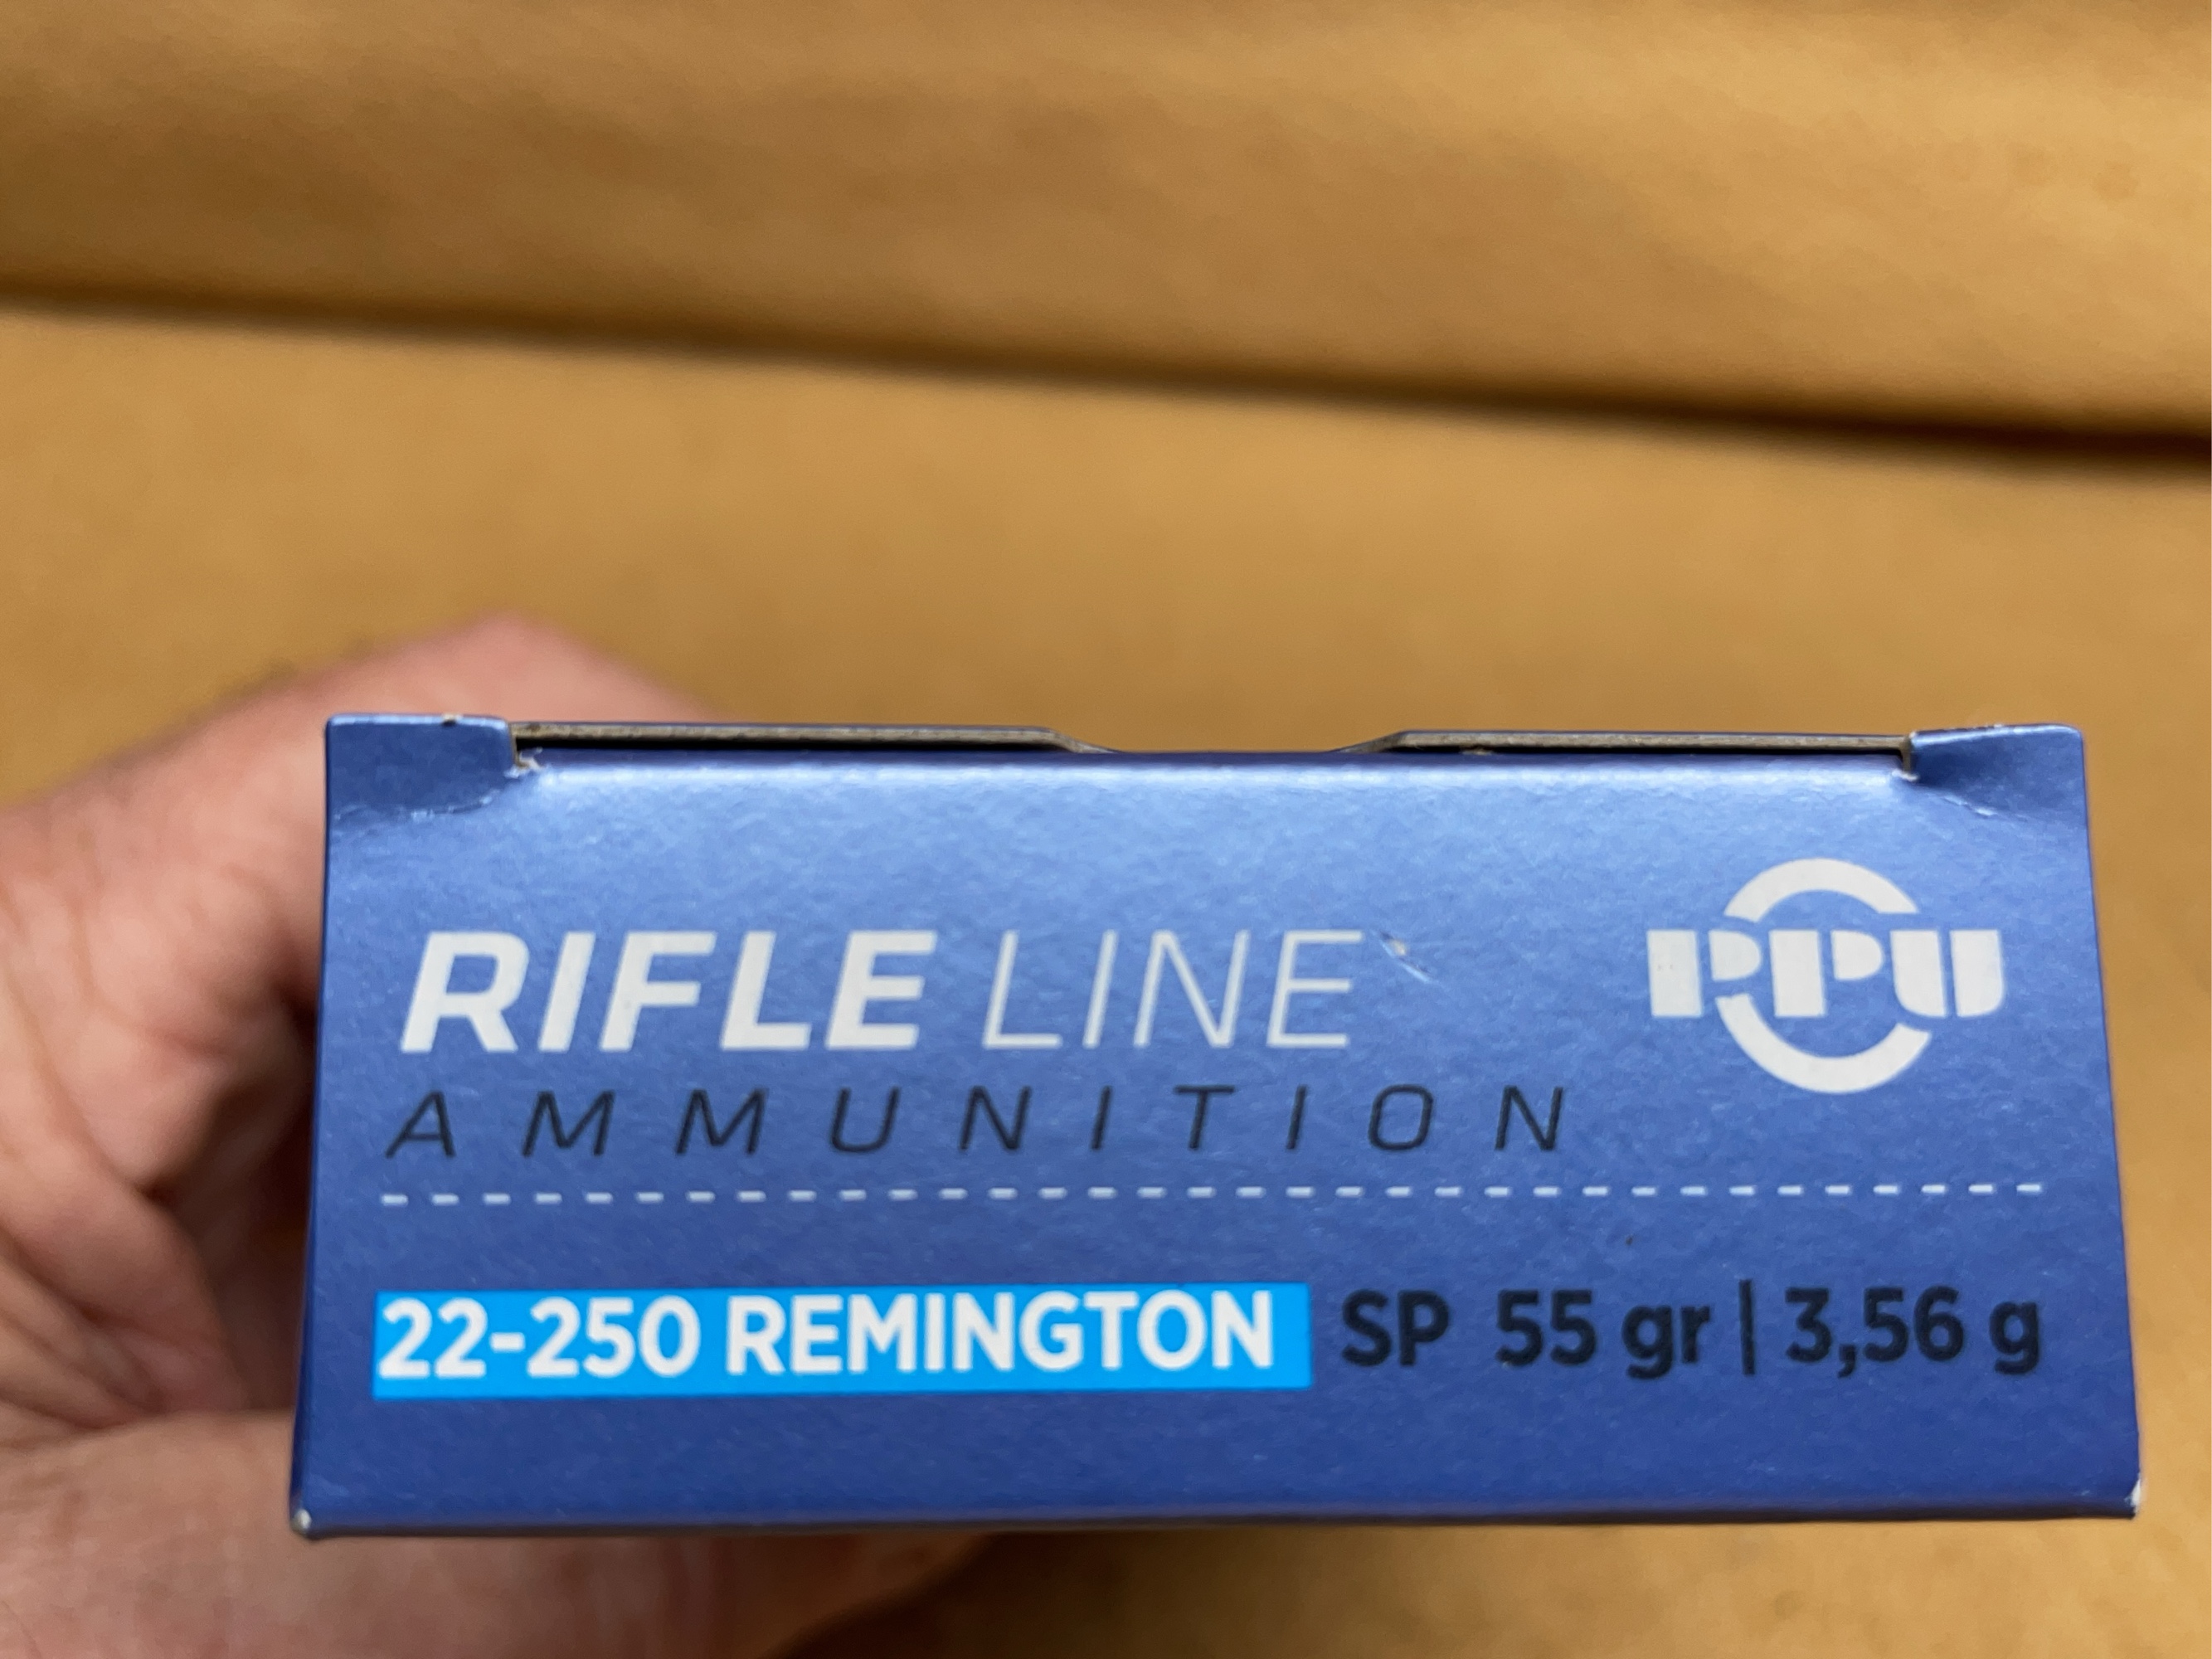 RIFLE LINE
PPU
AMMUNITION
22-250 REMINGTON SP 55 gr | 3,56 g